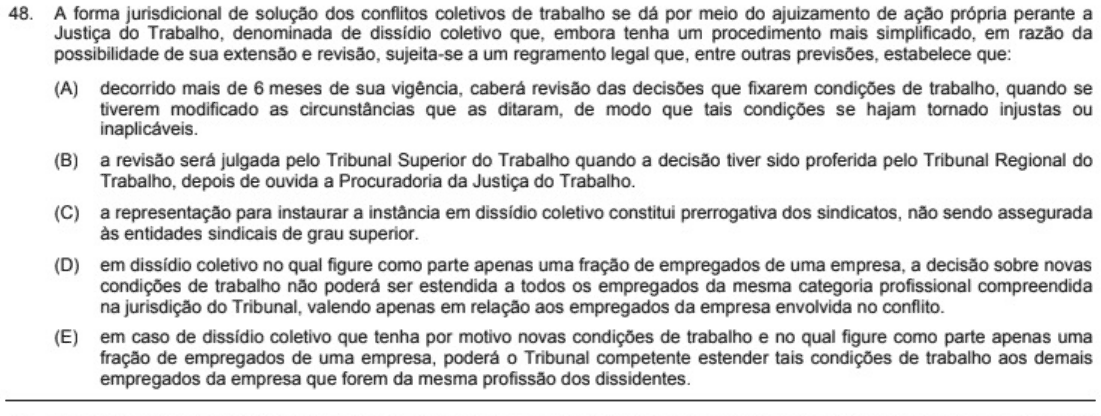 48. A forma jurisdicional de solução dos conflitos coletivos de trabalho se dá por meio do ajuizamento de ação própria perante a
Justiça do Trabalho, denominada de dissídio coletivo que, embora tenha um procedimento mais simplificado, em razão da
possibilidade de sua extensão e revisão, sujeita-se a um regramento legal que, entre outras previsões, estabelece que:
(A) decorrido mais de 6 meses de sua vigência, caberá revisão das decisões que fixarem condições de trabalho, quando se
tiverem modificado as circunstâncias que as ditaram, de modo que tais condições se hajam tornado injustas ou
inaplicáveis.
(B) a revisão será julgada pelo Tribunal Superior do Trabalho quando a decisão tiver sido proferida pelo Tribunal Regional do
Trabalho, depois de ouvida a Procuradoria da Justiça do Trabalho.
(C) a representação para instaurar a instância em dissídio coletivo constitui prerrogativa dos sindicatos, não sendo assegurada
às entidades sindicais de grau superior.
(D) em dissídio coletivo no qual figure como parte apenas uma fração de empregados de uma empresa, a decisão sobre novas
condições de trabalho não poderá ser estendida a todos os empregados da mesma categoria profissional compreendida
na jurisdição do Tribunal, valendo apenas em relação aos empregados da empresa envolvida no conflito.
(E) em caso de dissídio coletivo que tenha por motivo novas condições de trabalho e no qual figure como parte apenas uma
fração de empregados de uma empresa, poderá o Tribunal competente estender tais condições de trabalho aos demais
empregados da empresa que forem da mesma profissão dos dissidentes.